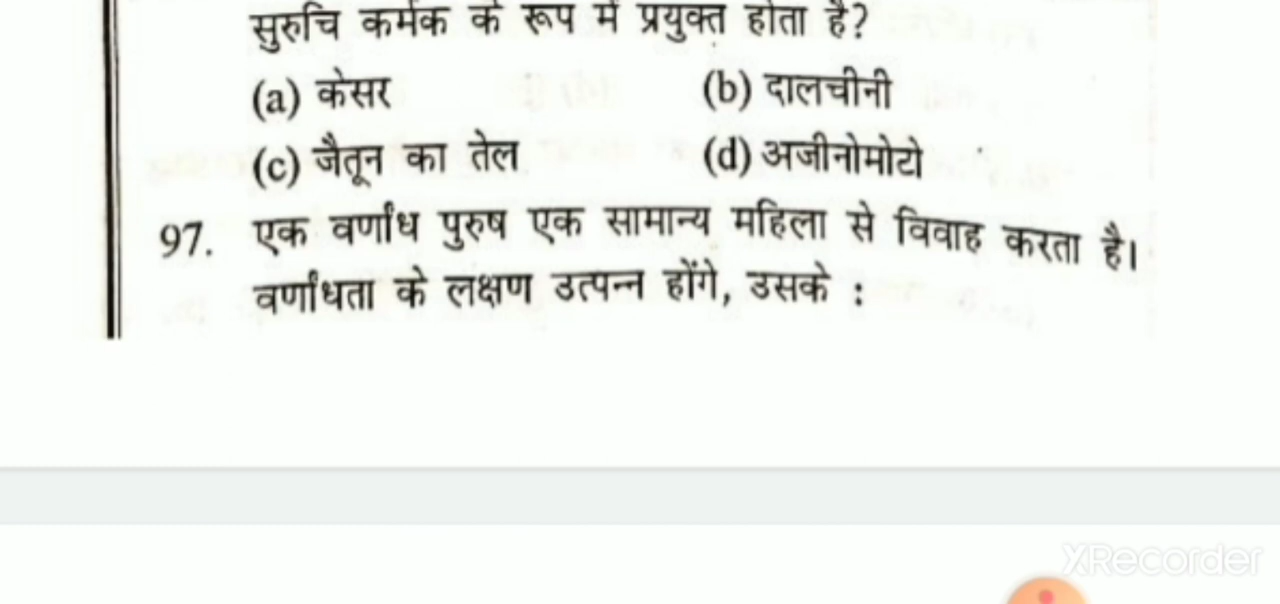 सुरुचि कर्मक के रूप में प्रयुक्त होता है?
(a) केसर (b) दालचीनी
(c) जैतून का तेल (d) अजीनोमोटो
97. एक वर्णांध पुरुष एक सामान्य महिला से विवाह करता है।
वर्णांधता के लक्षण उत्पन्न होंगे, उसके :
XRecorder